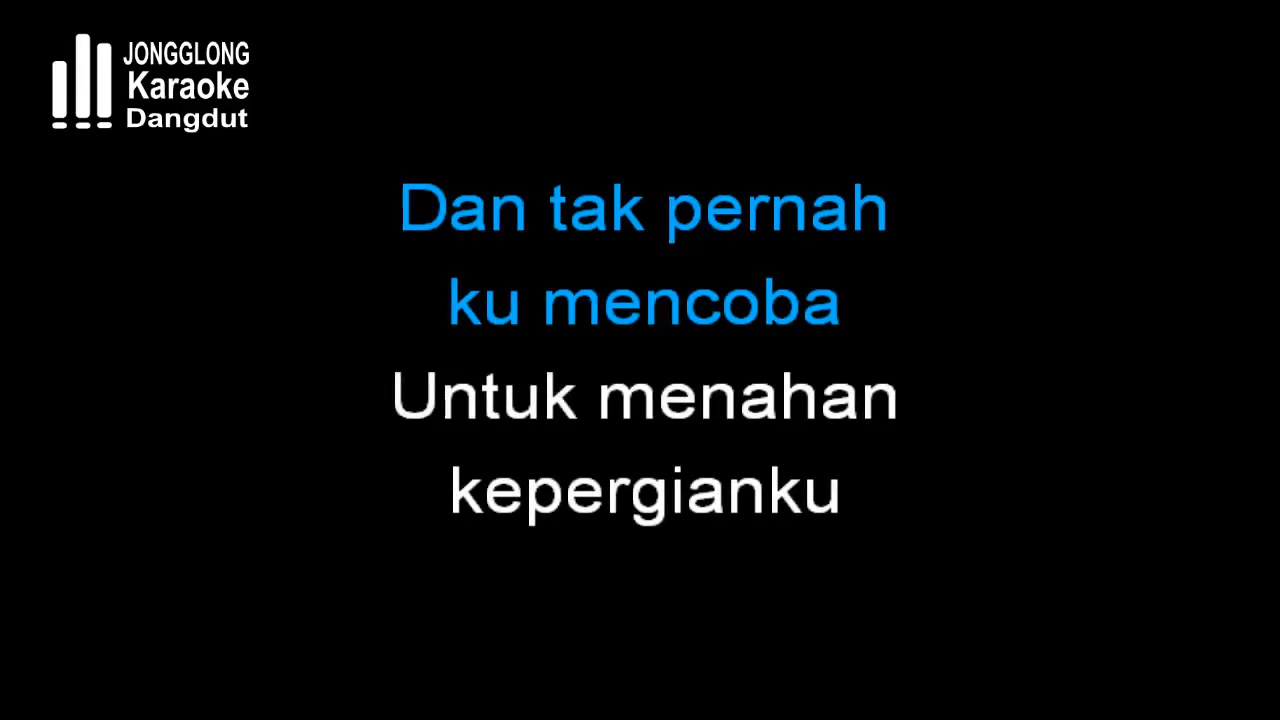 JONGGLONG
Karaoke
Dangdut
Dan tak pernah
ku mencoba
Untuk menahan
kepergianku